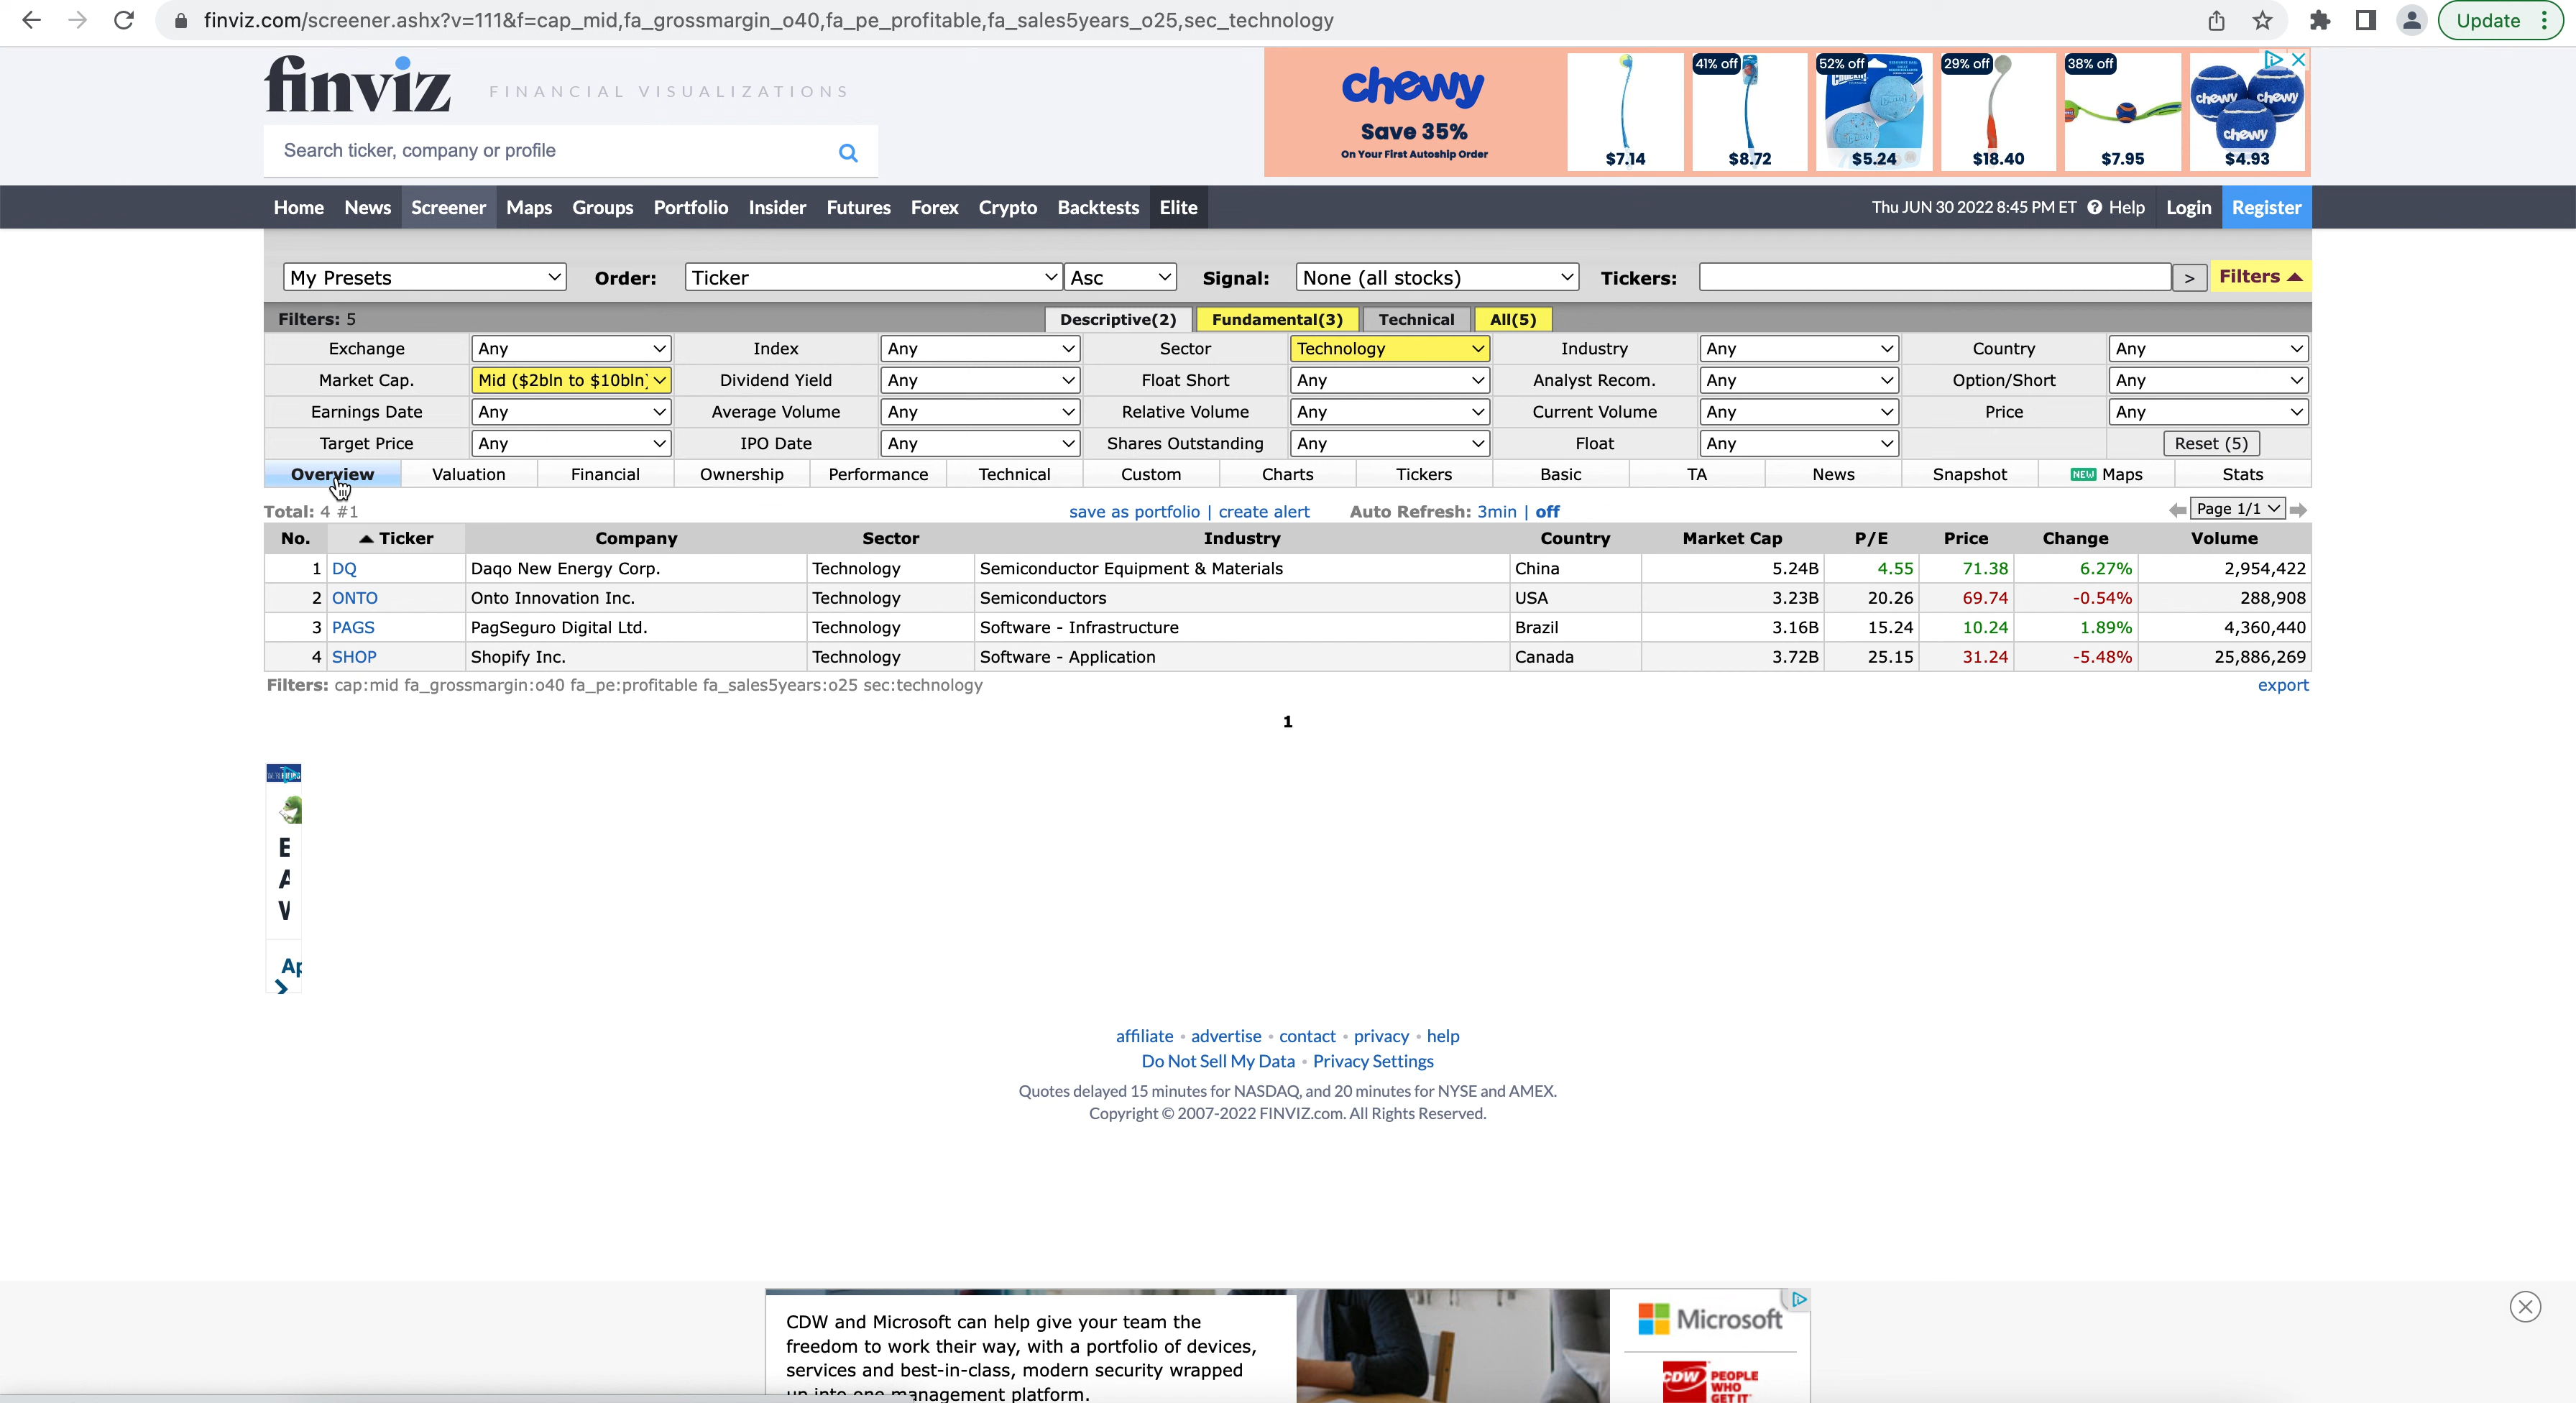 finviz.com/screener.ashx?v=111&f=cap_mid,fa_grossmargin_o40,fa_pe_profitable,fa_sales5years_o25,sec_technology
Update
finviz FINANCIAL VISUALIZATIONS
Search ticker, company or profile
chewy
Save 35%
On Your First Autoship Order
41% off 52% off 29% off 38% off
chewy chewy chewy
$7.14 $8.72 $5.24 $18.40 $7.95 $4.93
Home News Screener Maps Groups Portfolio Insider Futures Forex Crypto Backtests Elite Thu JUN 30 2022 8:45 PM ET Help Login Register
My Presets Order: Ticker Asc Signal: None (all stocks) Tickers: > Filters
Filters: 5 Descriptive(2) Fundamental(3) Technical All(5)
Exchange Any Index Any Sector Technology Industry Any Country Any
Market Cap. Mid ($2bln to $10bln) Dividend Yield Any Float Short Any Analyst Recom. Any Option/Short Any
Earnings Date Any Average Volume Any Relative Volume Any Current Volume Any Price Any
Target Price Any IPO Date Any Shares Outstanding Any Float Any Reset (5)
Overview Valuation Financial Ownership Performance Technical Custom Charts Tickers Basic TA News Snapshot NEW Maps Stats
Total: 4 #1 save as portfolio | create alert Auto Refresh: 3min | off Page 1/1
No. Ticker Company Sector Industry Country Market Cap P/E Price Change Volume
1 DQ Daqo New Energy Corp. Technology Semiconductor Equipment & Materials China 5.24B 4.55 71.38 6.27% 2,954,422
2 ONTO Onto Innovation Inc. Technology Semiconductors USA 3.23B 20.26 69.74 -0.54% 288,908
3 PAGS PagSeguro Digital Ltd. Technology Software - Infrastructure Brazil 3.16B 15.24 10.24 1.89% 4,360,440
4 SHOP Shopify Inc. Technology Software - Application Canada 3.72B 25.15 31.24 -5.48% 25,886,269
Filters: cap:mid fa_grossmargin:o40 fa_pe:profitable fa_sales5years:o25 sec:technology export
1
E
A
Ap
affiliate • advertise • contact • privacy • help
Do Not Sell My Data • Privacy Settings
Quotes delayed 15 minutes for NASDAQ, and 20 minutes for NYSE and AMEX.
Copyright © 2007-2022 FINVIZ.com. All Rights Reserved.
CDW and Microsoft can help give your team the
freedom to work their way, with a portfolio of devices,
services and best-in-class, modern security wrapped
up into one management platform.
Microsoft
CDW PEOPLE
WHO
GET IT